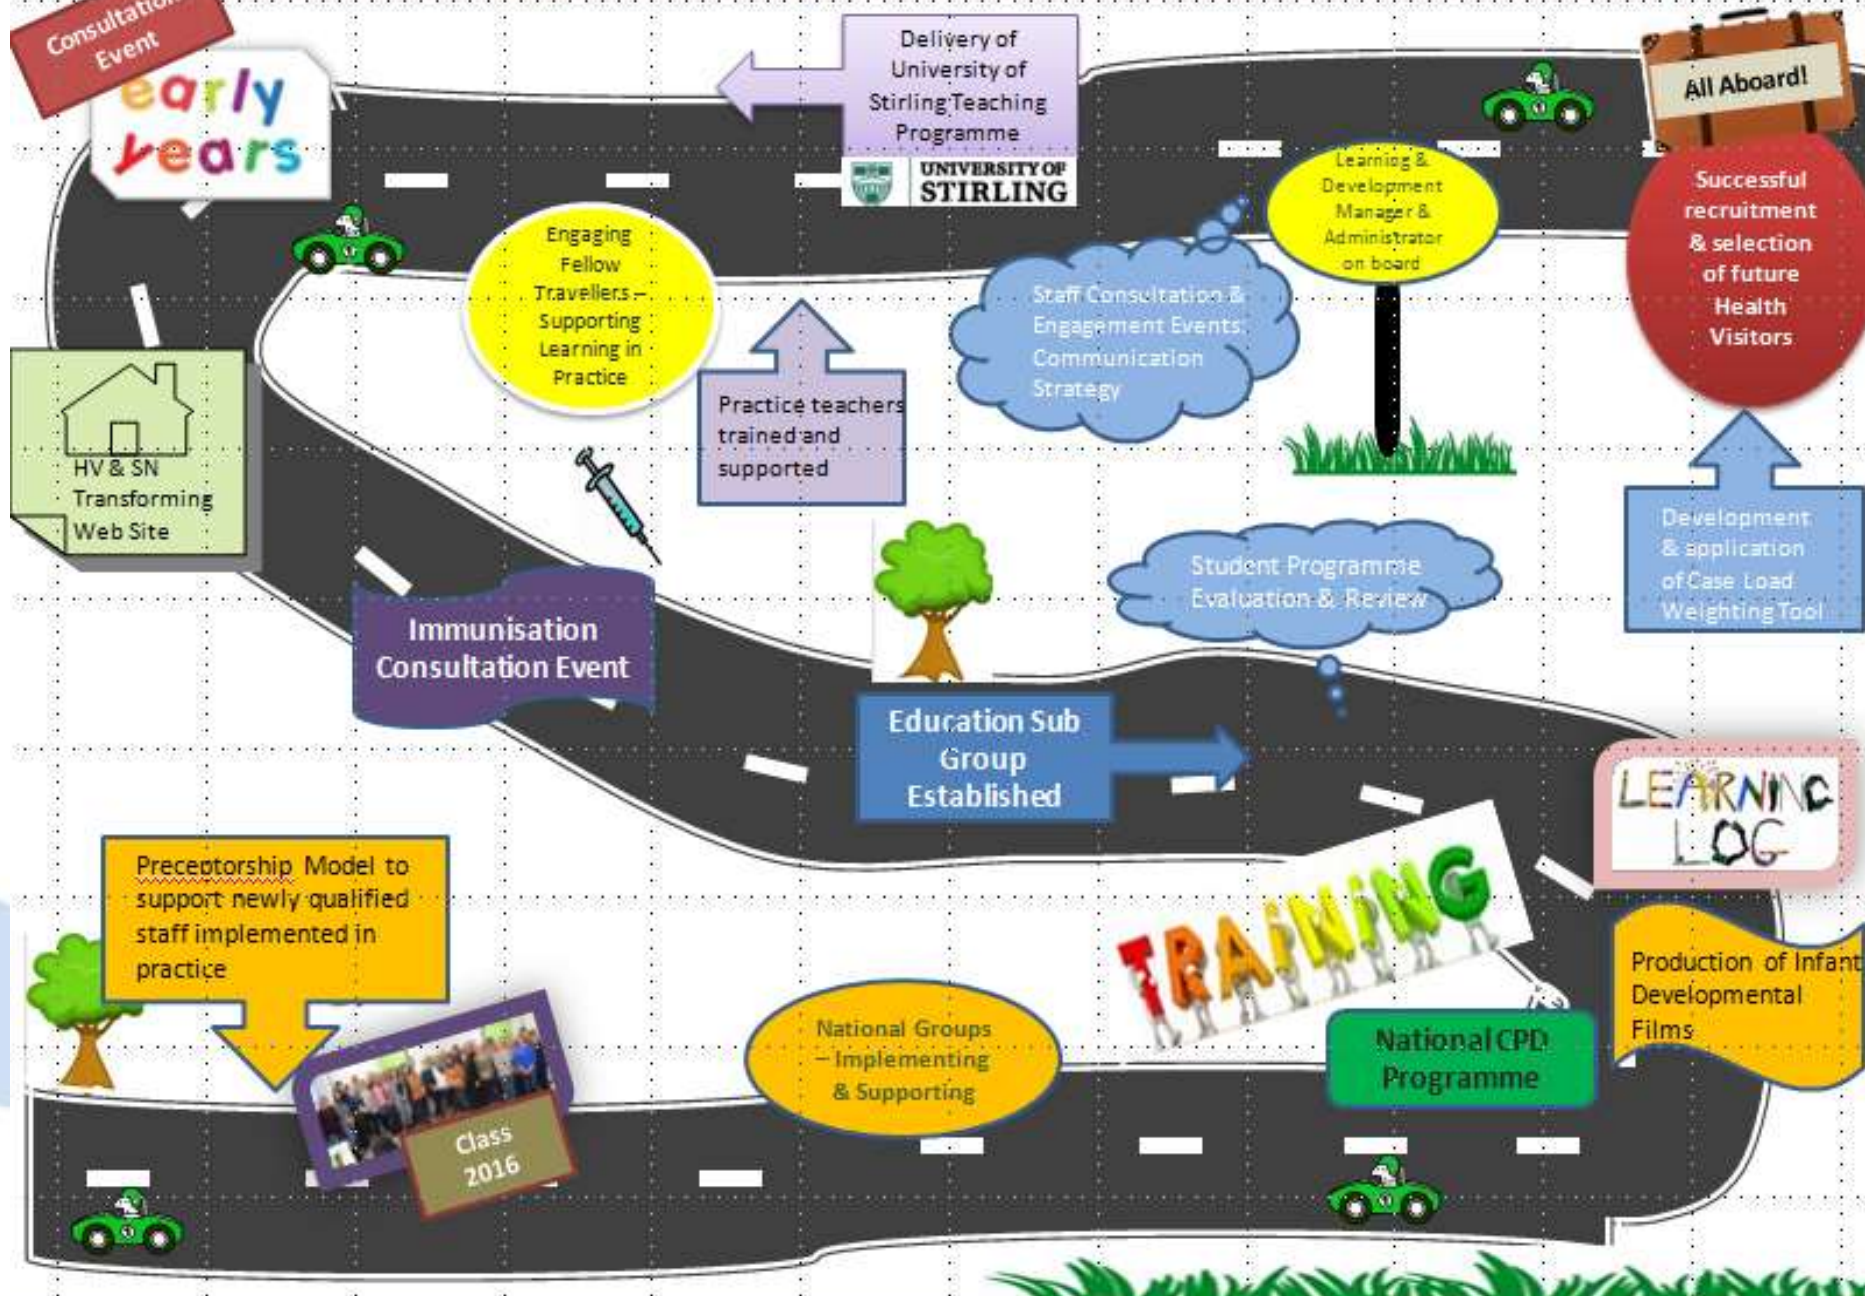 Consultation
Event
early
years
Delivery of
University of
Stirling Teaching
Programme
UNIVERSITY OF
STIRLING
All Aboard!
Successful
recruitment
& selection
of future
Health
Visitors
Learning &
Development
Manager &
Administrator
on board
Engaging
Fellow
Travellers –
Supporting
Learning in
Practice
Staff Consultation &
Engagement Events:
Communication
Strategy
Practice teachers
trained and
supported
HV & SN
Transforming
Web Site
Development
& application
of Case Load
Weighting Tool
Student Programme
Evaluation & Review
Immunisation
Consultation Event
Education Sub
Group
Established
LEARNING
LOG
TRAINING
Preceptorship Model to
support newly qualified
staff implemented in
practice
Production of Infant
Developmental
Films
National Groups
– Implementing
& Supporting
National CPD
Programme
Class
2016